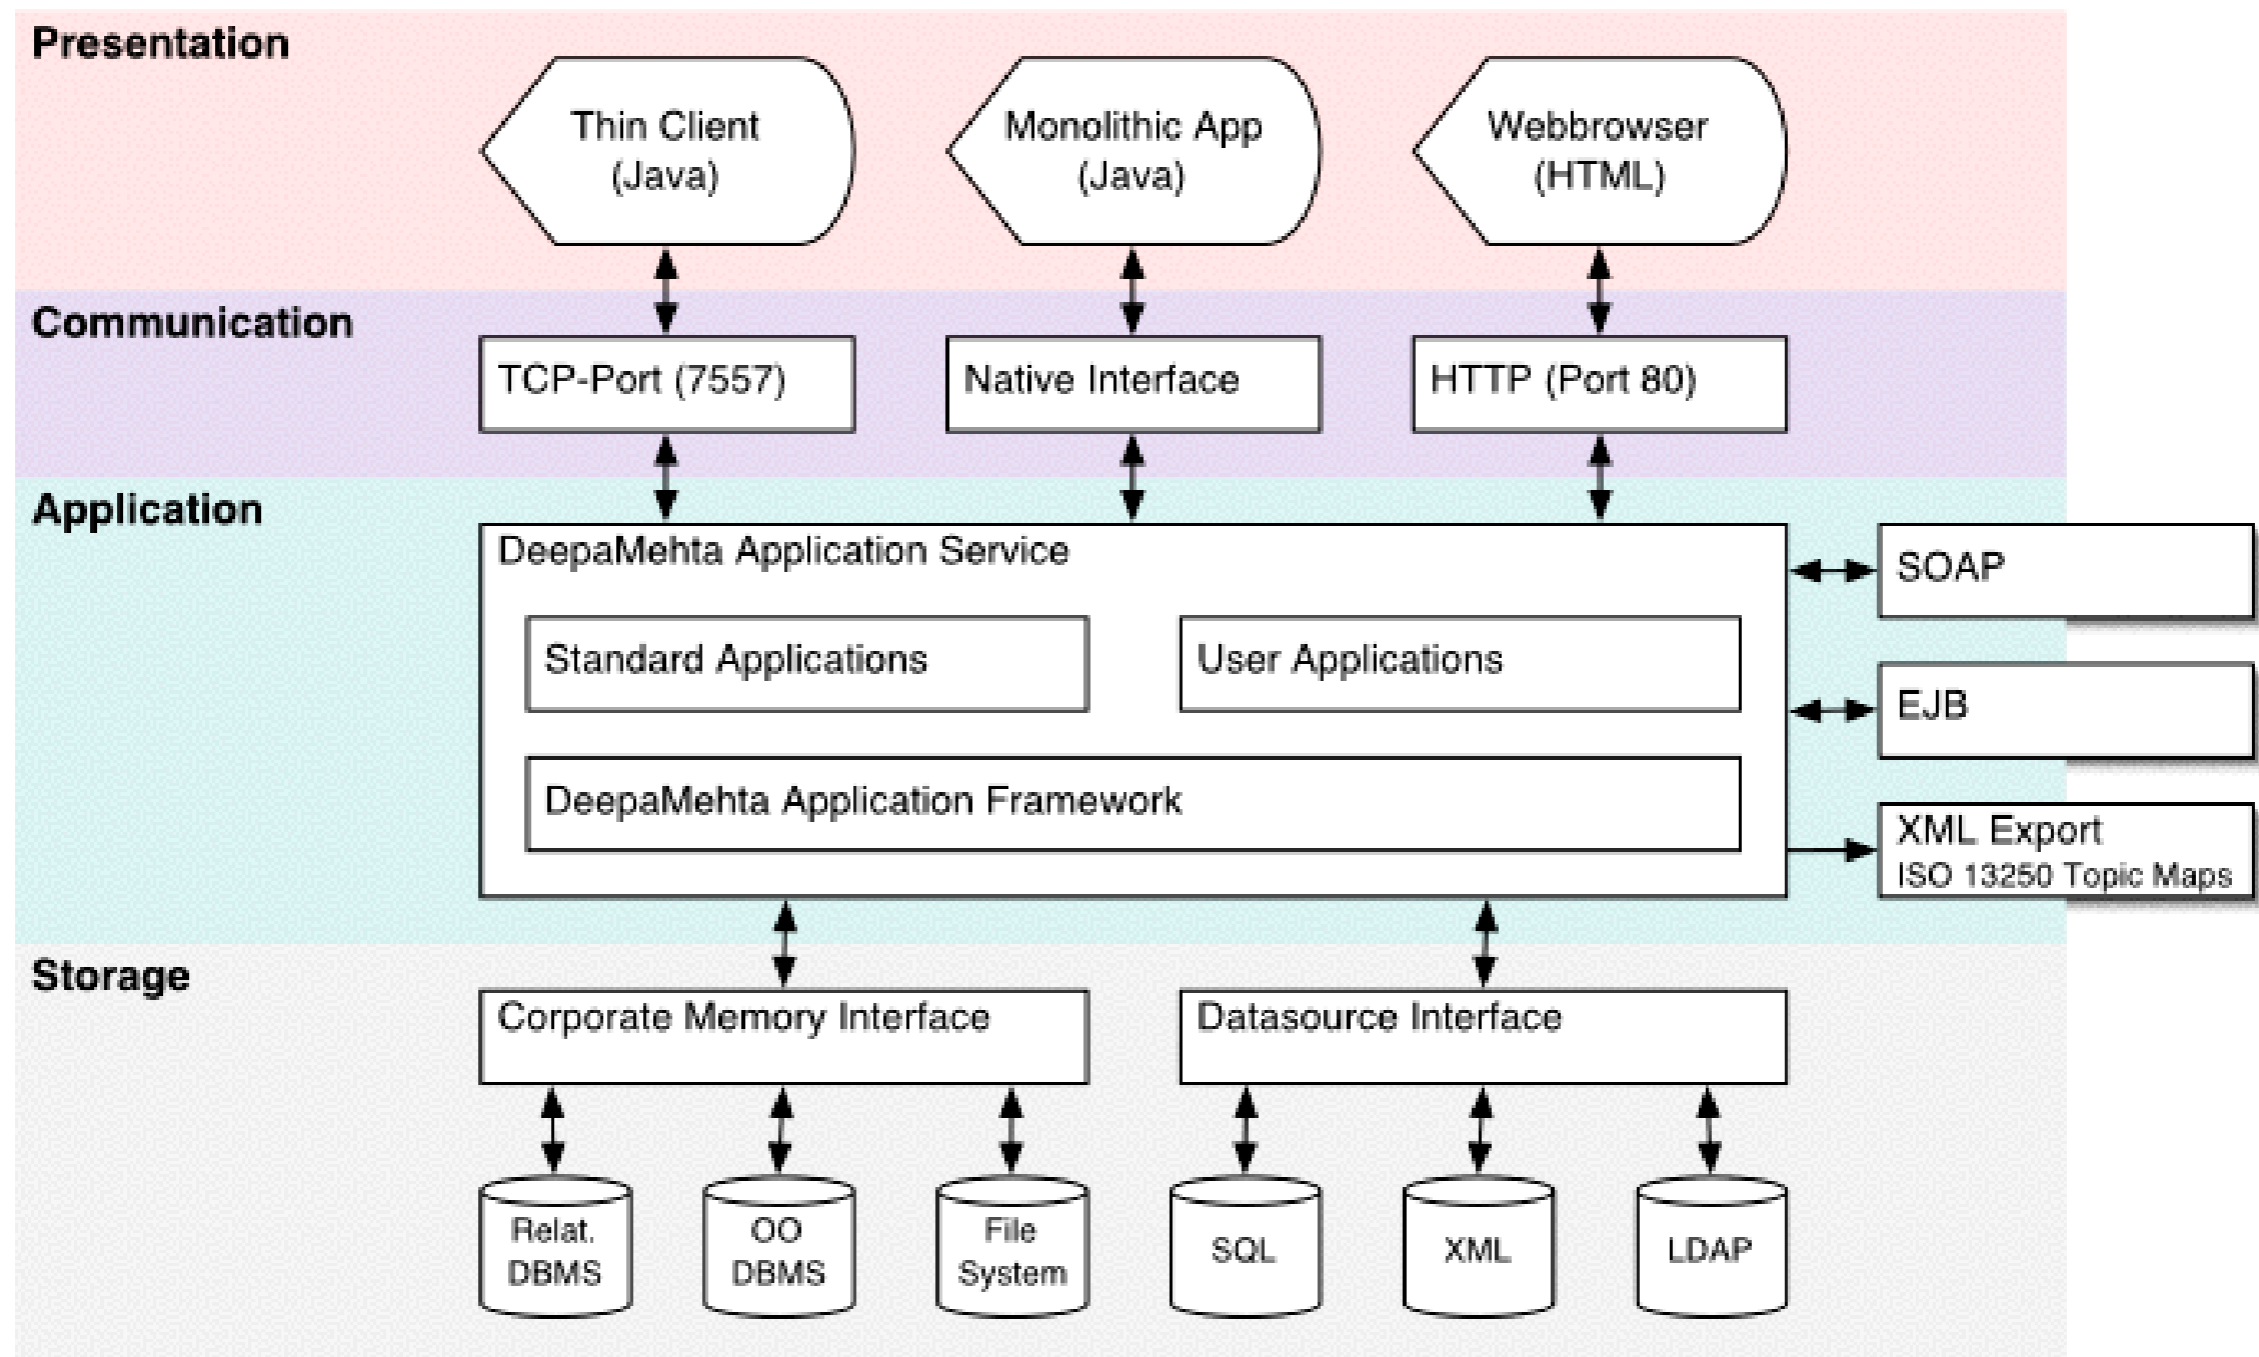 Presentation
Thin Client
(Java)
Monolithic App
(Java)
Webbrowser
(HTML)
Communication
TCP-Port (7557)
Native Interface
HTTP (Port 80)
Application
DeepaMehta Application Service
Standard Applications
User Applications
DeepaMehta Application Framework
SOAP
EJB
XML Export
ISO 13250 Topic Maps
Storage
Corporate Memory Interface
Datasource Interface
Relat.
DBMS
OO
DBMS
File
System
SQL
XML
LDAP